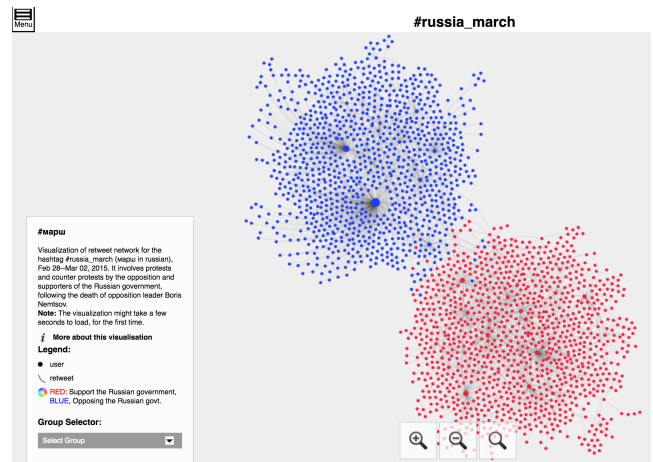 Menu
#russia_march
#марш
Visualization of retweet network for the
hashtag #russia_march (марш in russian),
Feb 28--Mar 02, 2015. It involves protests
and counter protests by the opposition and
supporters of the Russian government,
following the death of opposition leader Boris
Nemtsov.
Note: The visualization might take a few
seconds to load, for the first time.
i More about this visualisation
Legend:
user
retweet
RED: Support the Russian government,
BLUE, Opposing the Russian govt.
Group Selector:
Select Group